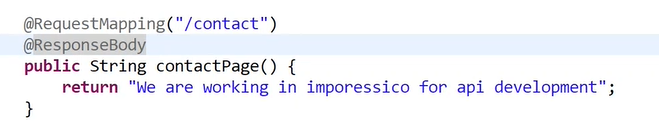 @RequestMapping("/contact")
@ResponseBody
public String contactPage() {
return "We are working in imporessico for api development";
}